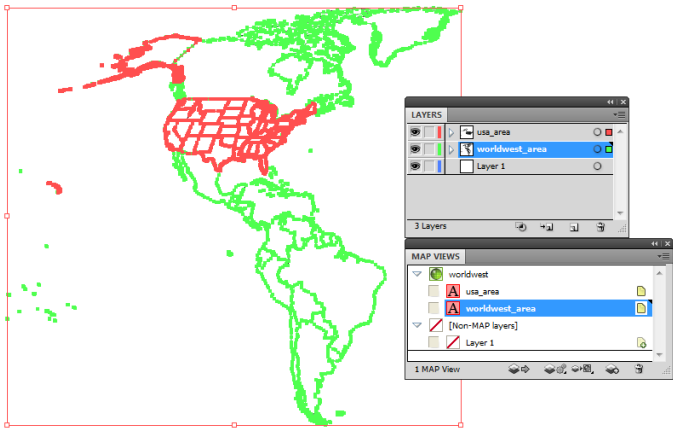 LAYERS
usa_area
worldwest_area
Layer 1
3 Layers
MAP VIEWS
worldwest
A usa_area
A worldwest_area
[Non-MAP layers]
Layer 1
1 MAP View